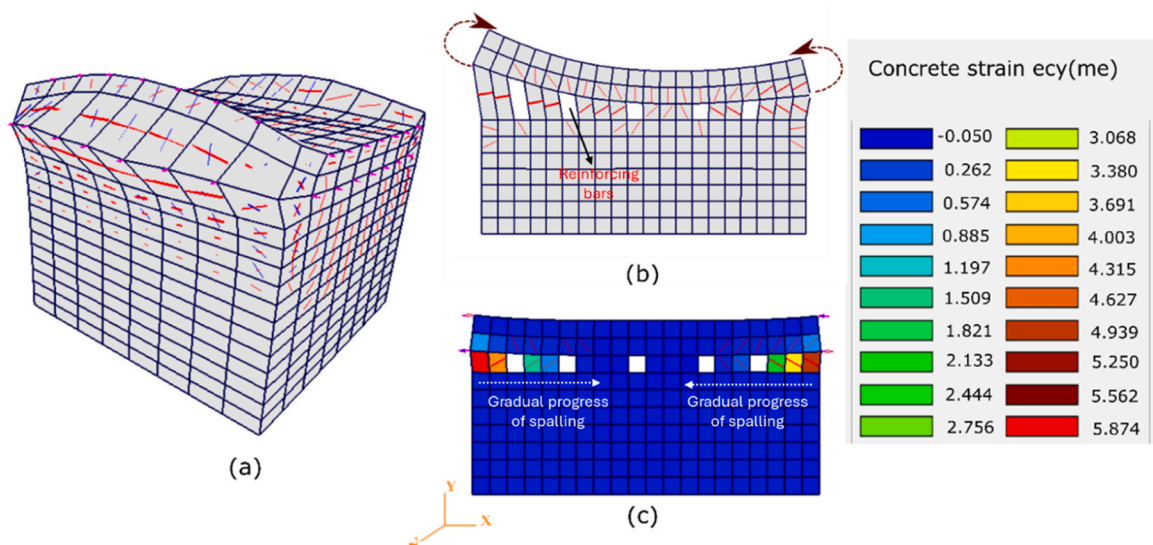 (a)
Reinforcing
bars
(b)
Gradual progress
of spalling
Gradual progress
of spalling
(c)
Y
X
Z
Concrete strain ecy(me)
-0.050
0.262
0.574
0.885
1.197
1.509
1.821
2.133
2.444
2.756
3.068
3.380
3.691
4.003
4.315
4.627
4.939
5.250
5.562
5.874